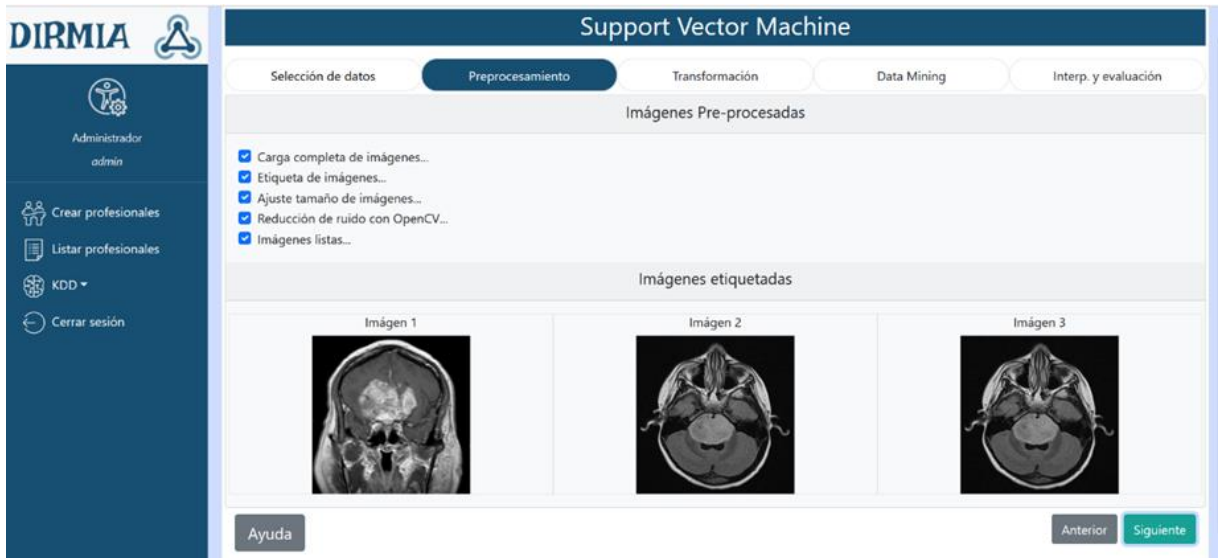 DIRMIA
Administrador
admin
Crear profesionales
Listar profesionales
KDD
Cerrar sesión
Support Vector Machine
Selección de datos
Preprocesamiento
Transformación
Data Mining
Interp. y evaluación
Imágenes Pre-procesadas
Carga completa de imágenes...
Etiqueta de imágenes...
Ajuste tamaño de imágenes...
Reducción de ruido con OpenCV...
Imágenes listas...
Imágenes etiquetadas
Imágen 1
Imágen 2
Imágen 3
Ayuda
Anterior
Siguiente